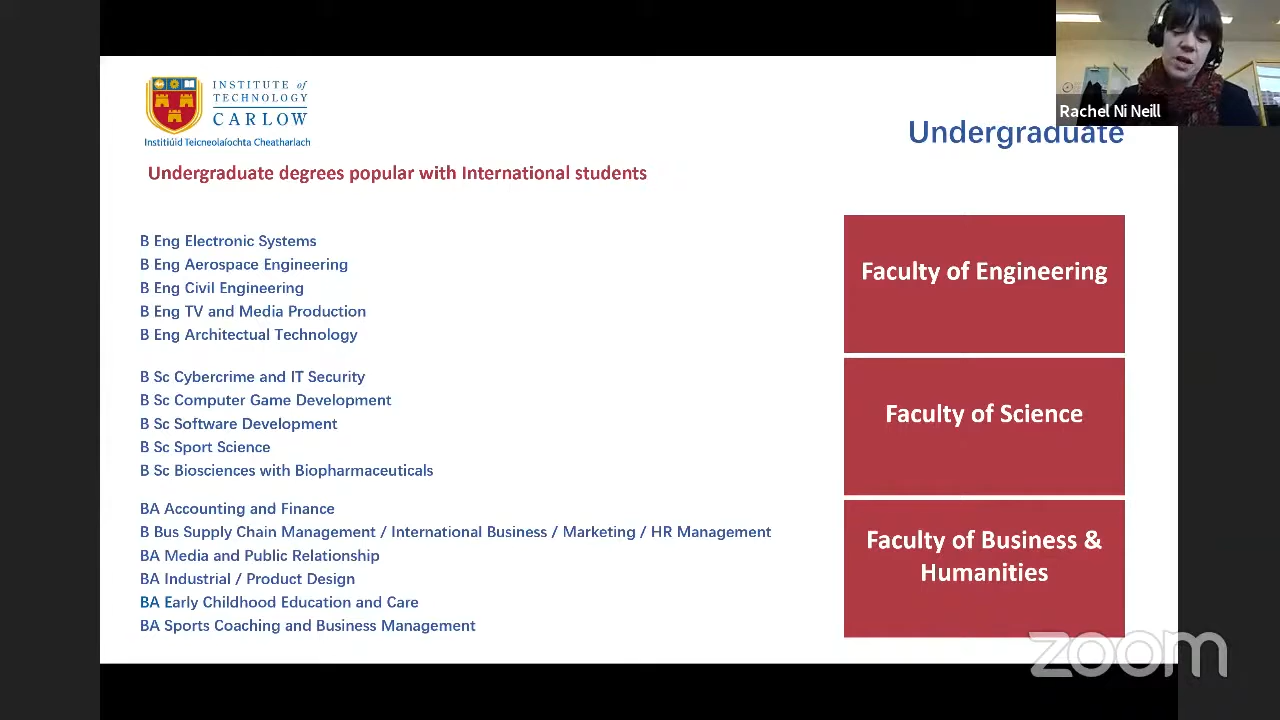 Rachel Ni Neill
INSTITUTE of
TECHNOLOGY
CARLOW
Institiúid Teicneolaíochta Cheatharlach
Undergraduate
Undergraduate degrees popular with International students
B Eng Electronic Systems
B Eng Aerospace Engineering
B Eng Civil Engineering
B Eng TV and Media Production
B Eng Architectual Technology
Faculty of Engineering
B Sc Cybercrime and IT Security
B Sc Computer Game Development
B Sc Software Development
B Sc Sport Science
B Sc Biosciences with Biopharmaceuticals
Faculty of Science
BA Accounting and Finance
B Bus Supply Chain Management / International Business / Marketing / HR Management
BA Media and Public Relationship
BA Industrial / Product Design
BA Early Childhood Education and Care
BA Sports Coaching and Business Management
Faculty of Business &
Humanities
zoom